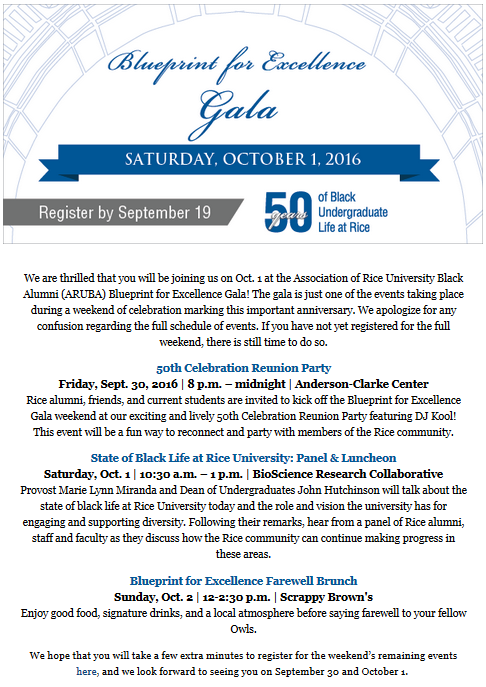 Blueprint for Excellence
Gala
SATURDAY, OCTOBER 1, 2016
Register by September 19
50 years
of Black
Undergraduate
Life at Rice
We are thrilled that you will be joining us on Oct. 1 at the Association of Rice University Black
Alumni (ARUBA) Blueprint for Excellence Gala! The gala is just one of the events taking place
during a weekend of celebration marking this important anniversary. We apologize for any
confusion regarding the full schedule of events. If you have not yet registered for the full
weekend, there is still time to do so.
50th Celebration Reunion Party
Friday, Sept. 30, 2016 | 8 p.m. – midnight | Anderson-Clarke Center
Rice alumni, friends, and current students are invited to kick off the Blueprint for Excellence
Gala weekend at our exciting and lively 50th Celebration Reunion Party featuring DJ Kool!
This event will be a fun way to reconnect and party with members of the Rice community.
State of Black Life at Rice University: Panel & Luncheon
Saturday, Oct. 1 | 10:30 a.m. – 1 p.m. | BioScience Research Collaborative
Provost Marie Lynn Miranda and Dean of Undergraduates John Hutchinson will talk about the
state of black life at Rice University today and the role and vision the university has for
engaging and supporting diversity. Following their remarks, hear from a panel of Rice alumni,
staff and faculty as they discuss how the Rice community can continue making progress in
these areas.
Blueprint for Excellence Farewell Brunch
Sunday, Oct. 2 | 12-2:30 p.m. | Scrappy Brown's
Enjoy good food, signature drinks, and a local atmosphere before saying farewell to your fellow
Owls.
We hope that you will take a few extra minutes to register for the weekend's remaining events
here, and we look forward to seeing you on September 30 and October 1.